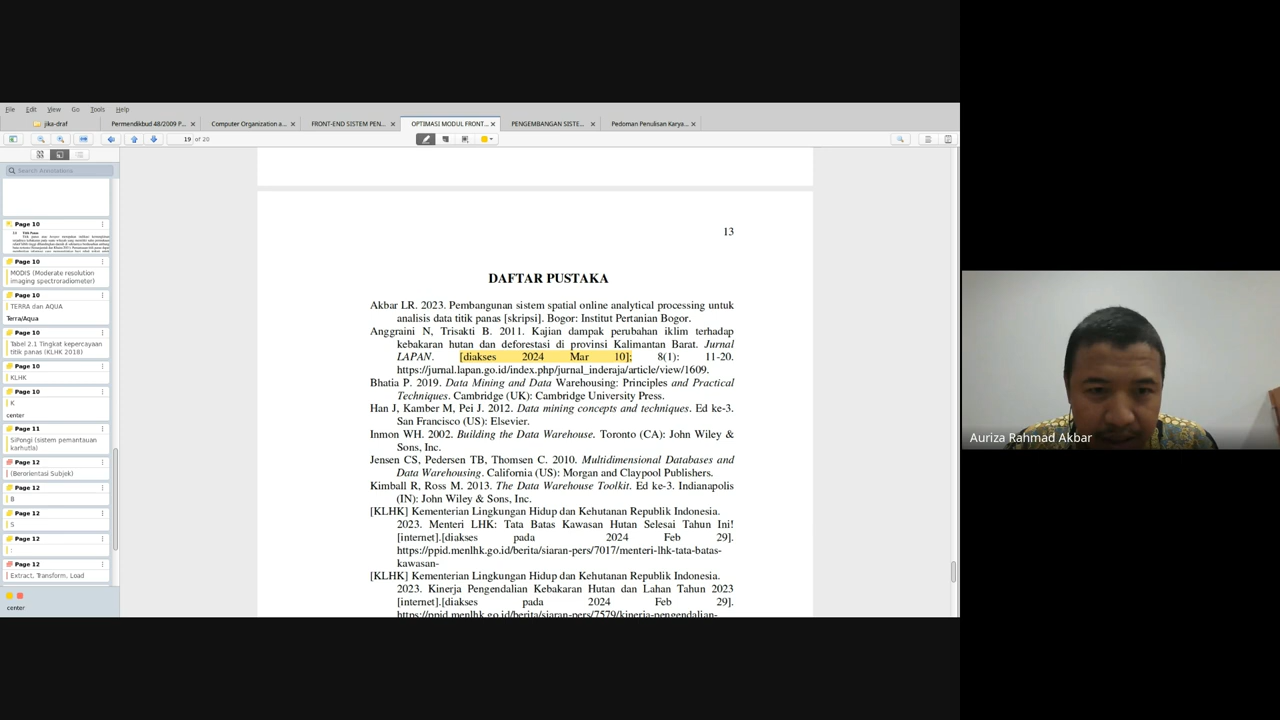 File Edit View Go Tools Help
jika-draf
Permendikbud 48/2009 P...
Computer Organization a...
FRONT-END SISTEM PEN...
OPTIMASI MODUL FRONT...
PENGEMBANGAN SISTE...
Pedoman Penulisan Karya...
19 of 20
Search Annotations
Page 10
Page 10
MODIS (Moderate resolution
imaging spectroradiometer)
Page 10
TERRA dan AQUA
Terra/Aqua
Page 10
Tabel 2.1 Tingkat kepercayaan
titik panas (KLHK 2018)
Page 10
KLHK
Page 10
K
center
Page 11
SiPongi (sistem pemantauan
karhutla)
Page 12
(Berorientasi Subjek)
Page 12
B
Page 12
S
Page 12
:
Page 12
Extract, Transform, Load
center
13
DAFTAR PUSTAKA
Akbar LR. 2023. Pembangunan sistem spatial online analytical processing untuk
analisis data titik panas [skripsi]. Bogor: Institut Pertanian Bogor.
Anggraini N, Trisakti B. 2011. Kajian dampak perubahan iklim terhadap
kebakaran hutan dan deforestasi di provinsi Kalimantan Barat. Jurnal
LAPAN. [diakses 2024 Mar 10]; 8(1): 11-20.
https://jurnal.lapan.go.id/index.php/jurnal_inderaja/article/view/1609.
Bhatia P. 2019. Data Mining and Data Warehousing: Principles and Practical
Techniques. Cambridge (UK): Cambridge University Press.
Han J, Kamber M, Pei J. 2012. Data mining concepts and techniques. Ed ke-3.
San Francisco (US): Elsevier.
Inmon WH. 2002. Building the Data Warehouse. Toronto (CA): John Wiley &
Sons, Inc.
Jensen CS, Pedersen TB, Thomsen C. 2010. Multidimensional Databases and
Data Warehousing. California (US): Morgan and Claypool Publishers.
Kimball R, Ross M. 2013. The Data Warehouse Toolkit. Ed ke-3. Indianapolis
(IN): John Wiley & Sons, Inc.
[KLHK] Kementerian Lingkungan Hidup dan Kehutanan Republik Indonesia.
2023. Menteri LHK: Tata Batas Kawasan Hutan Selesai Tahun Ini!
[internet].[diakses pada 2024 Feb 29].
https://ppid.menlhk.go.id/berita/siaran-pers/7017/menteri-lhk-tata-batas-
kawasan-
[KLHK] Kementerian Lingkungan Hidup dan Kehutanan Republik Indonesia.
2023. Kinerja Pengendalian Kebakaran Hutan dan Lahan Tahun 2023
[internet].[diakses pada 2024 Feb 29].
https://ppid.menlhk.go.id/berita/siaran-pers/7579/kinerja-pengendalian-
Auriza Rahmad Akbar